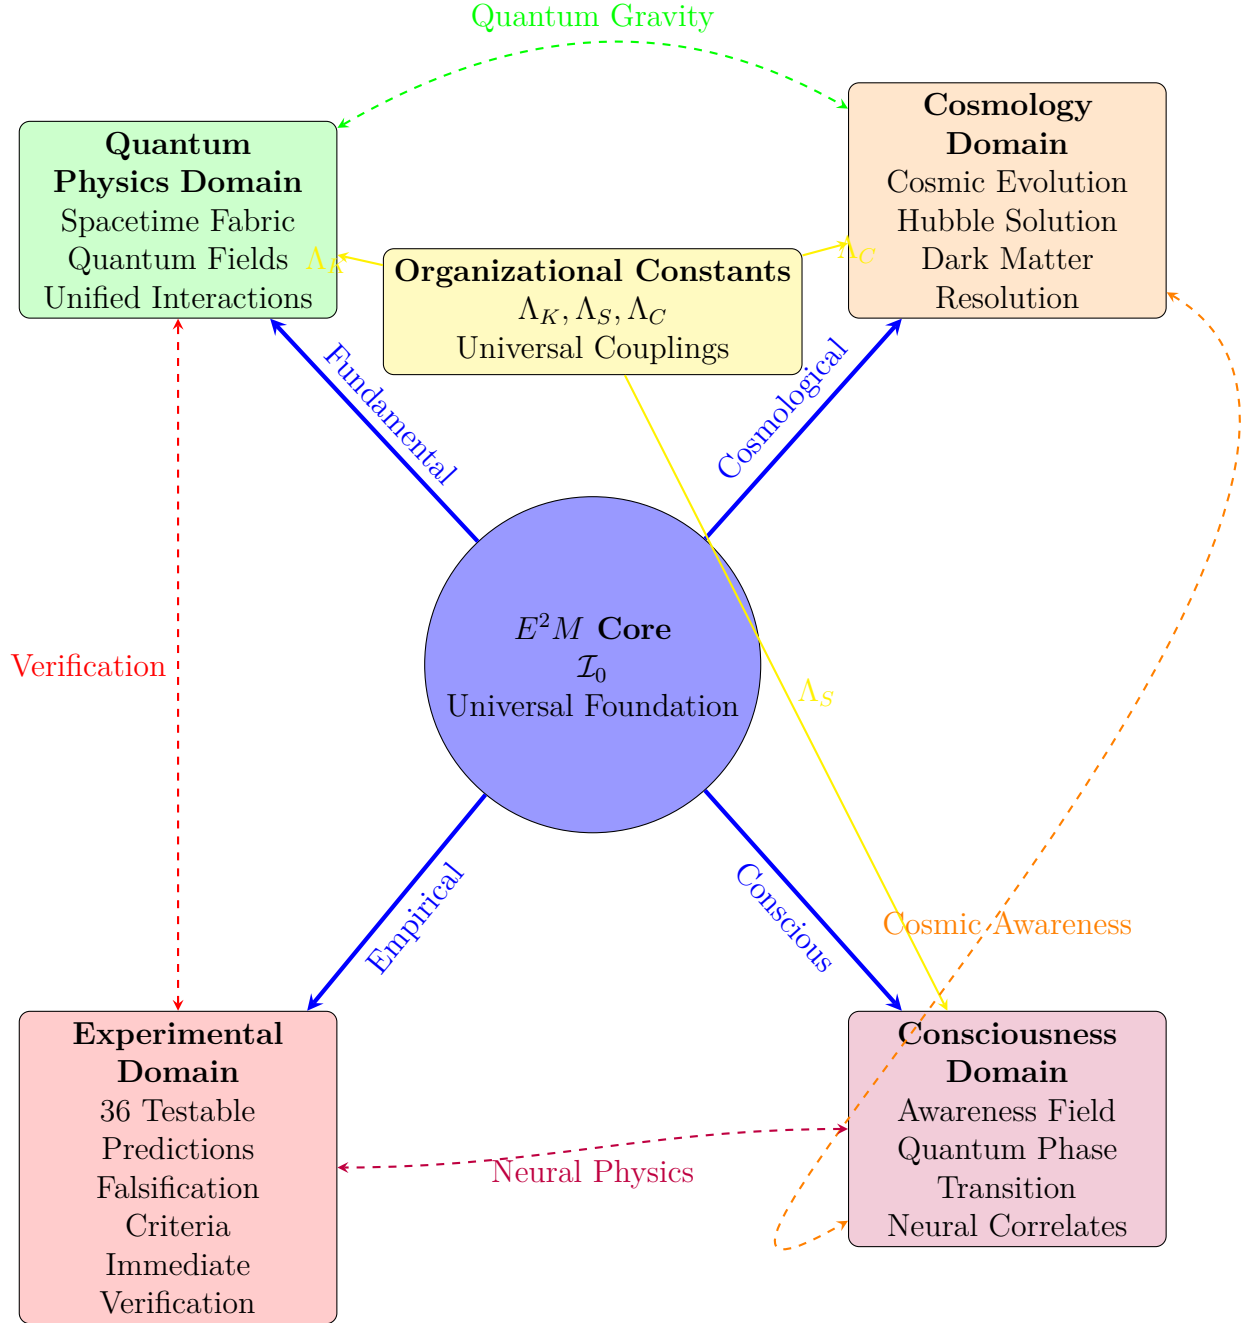 Quantum Gravity
Quantum
Physics Domain
Spacetime Fabric
Quantum Fields
Unified Interactions
Cosmology
Domain
Cosmic Evolution
Hubble Solution
Dark Matter
Resolution
Λ_K
Organizational Constants
Λ_K, Λ_S, Λ_C
Universal Couplings
Λ_C
Fundamental
Cosmological
E²M Core
ℐ₀
Universal Foundation
Verification
Λ_S
Empirical
Conscious
Cosmic Awareness
Experimental
Domain
36 Testable
Predictions
Falsification
Criteria
Immediate
Verification
Neural Physics
Consciousness
Domain
Awareness Field
Quantum Phase
Transition
Neural Correlates